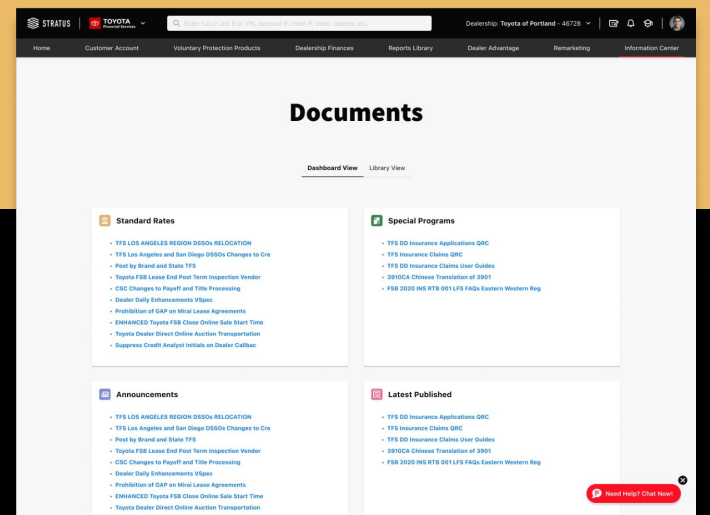 STRATUS
TOYOTA
Financial Services
Enter full or last 8 of VIN, account #, claim #, tools, reports, etc.
Dealership: Toyota of Portland - 46728
Home Customer Account Voluntary Protection Products Dealership Finances Reports Library Dealer Advantage Remarketing Information Center
Documents
Dashboard View Library View
Standard Rates
• TFS LOS ANGELES REGION DSSOs RELOCATION
• TFS Los Angeles and San Diego DSSOs Changes to Cre
• Post by Brand and State TFS
• Toyota FSB Lease End Post Term Inspection Vendor
• CSC Changes to Payoff and Title Processing
• Dealer Daily Enhancements VSpec
• Prohibition of GAP on Mirai Lease Agreements
• ENHANCED Toyota FSB Close Online Sale Start Time
• Toyota Dealer Direct Online Auction Transportation
• Suppress Credit Analyst Initials on Dealer Callbac
Special Programs
• TFS DD Insurance Applications QRC
• TFS Insurance Claims QRC
• TFS DD Insurance Claims User Guides
• 3910CA Chinese Translation of 3901
• FSB 2020 INS RTB 001 LFS FAQs Eastern Western Reg
Announcements
• TFS LOS ANGELES REGION DSSOs RELOCATION
• TFS Los Angeles and San Diego DSSOs Changes to Cre
• Post by Brand and State TFS
• Toyota FSB Lease End Post Term Inspection Vendor
• CSC Changes to Payoff and Title Processing
• Dealer Daily Enhancements VSpec
• Prohibition of GAP on Mirai Lease Agreements
• ENHANCED Toyota FSB Close Online Sale Start Time
• Toyota Dealer Direct Online Auction Transportation
Latest Published
• TFS DD Insurance Applications QRC
• TFS Insurance Claims QRC
• TFS DD Insurance Claims User Guides
• 3910CA Chinese Translation of 3901
• FSB 2020 INS RTB 001 LFS FAQs Eastern Western Reg
Need Help? Chat Now!